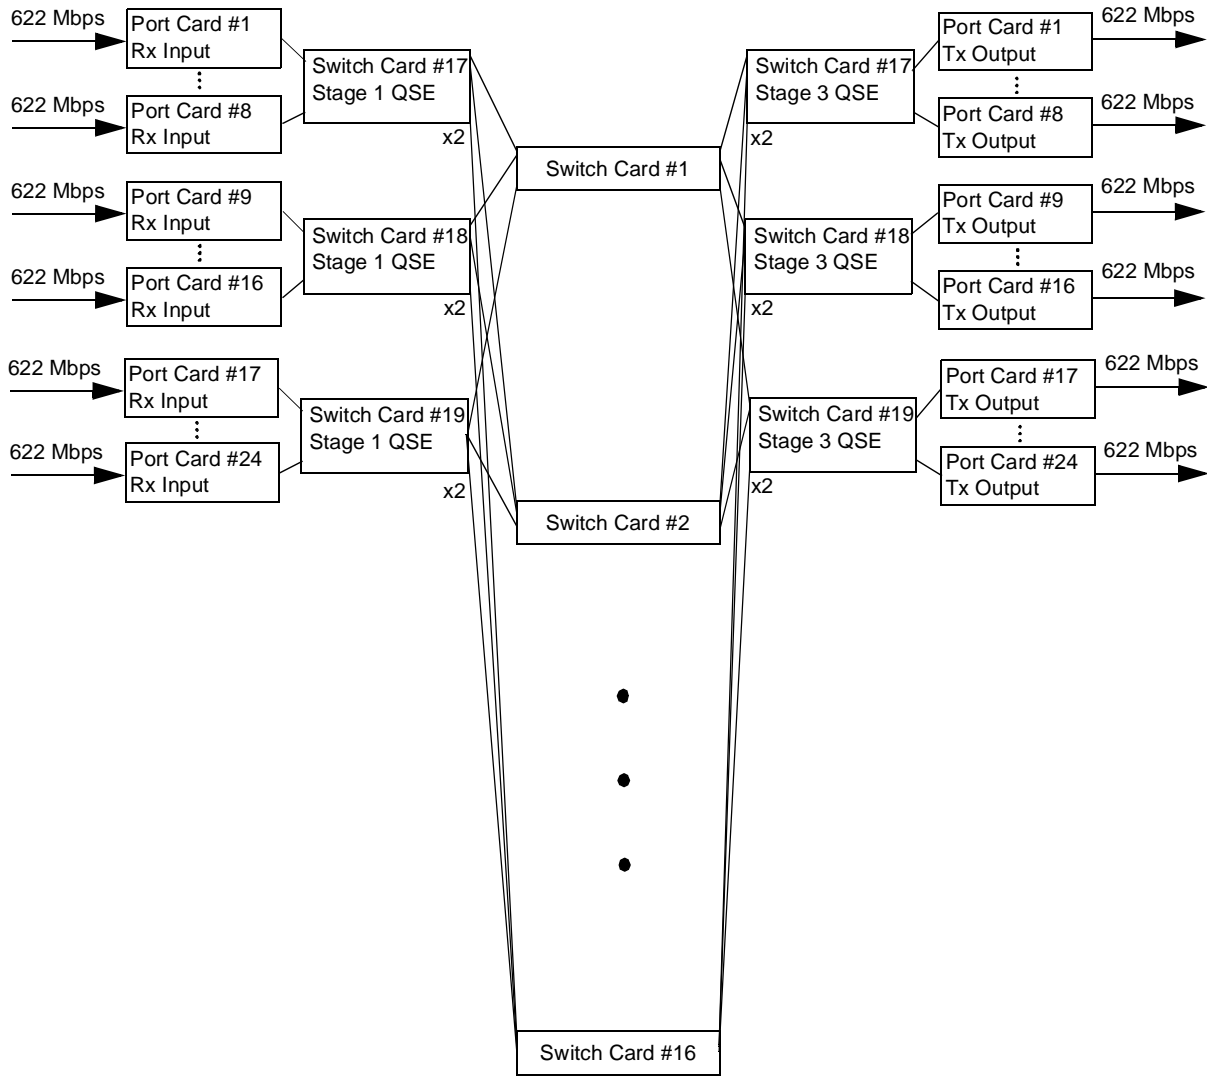 622 Mbps
Port Card #1
Rx Input
622 Mbps
Port Card #8
Rx Input
Switch Card #17
Stage 1 QSE
x2
622 Mbps
Port Card #9
Rx Input
622 Mbps
Port Card #16
Rx Input
Switch Card #18
Stage 1 QSE
x2
622 Mbps
Port Card #17
Rx Input
622 Mbps
Port Card #24
Rx Input
Switch Card #19
Stage 1 QSE
x2
Switch Card #1
Switch Card #2
Switch Card #16
Switch Card #17
Stage 3 QSE
x2
Port Card #1
Tx Output
622 Mbps
Port Card #8
Tx Output
622 Mbps
Switch Card #18
Stage 3 QSE
x2
Port Card #9
Tx Output
622 Mbps
Port Card #16
Tx Output
622 Mbps
Switch Card #19
Stage 3 QSE
x2
Port Card #17
Tx Output
622 Mbps
Port Card #24
Tx Output
622 Mbps